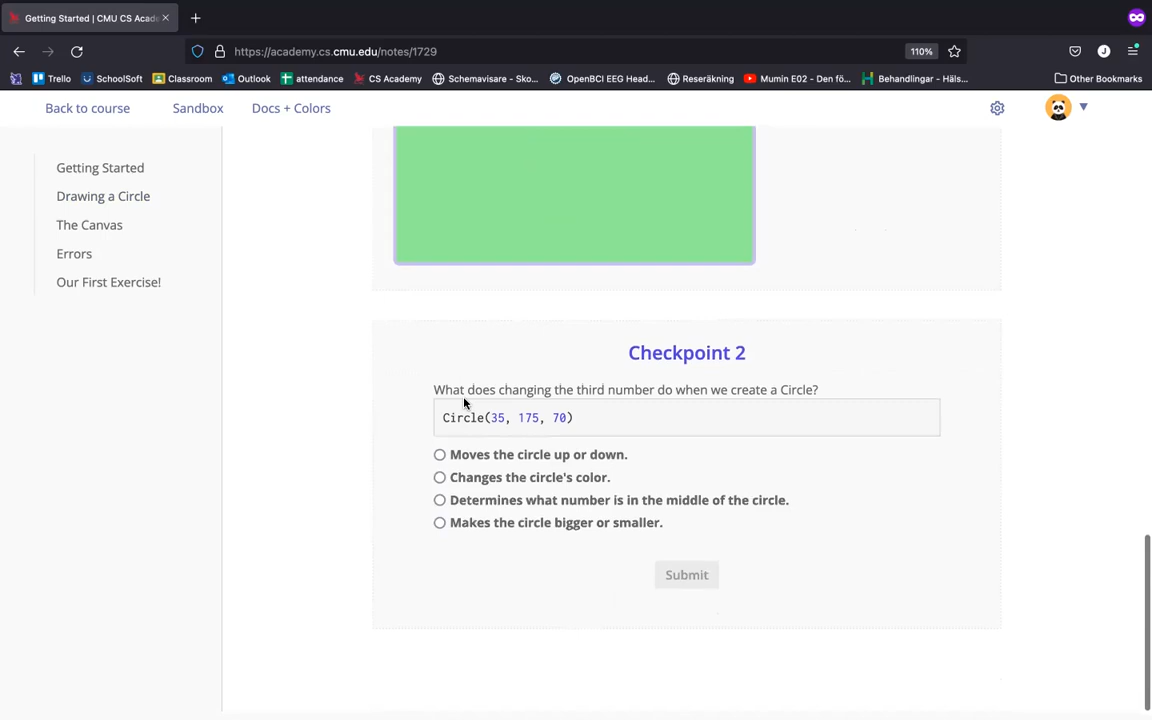 Getting Started | CMU CS Acade
https://academy.cs.cmu.edu/notes/1729
110%
J
Trello
SchoolSoft
Classroom
Outlook
attendance
CS Academy
Schemavisare - Sko...
OpenBCI EEG Head...
Reseräkning
Mumin E02 - Den fö...
Behandlingar - Häls...
Other Bookmarks
Back to course
Sandbox
Docs + Colors
Getting Started
Drawing a Circle
The Canvas
Errors
Our First Exercise!
Checkpoint 2
What does changing the third number do when we create a Circle?
Circle(35, 175, 70)
Moves the circle up or down.
Changes the circle's color.
Determines what number is in the middle of the circle.
Makes the circle bigger or smaller.
Submit